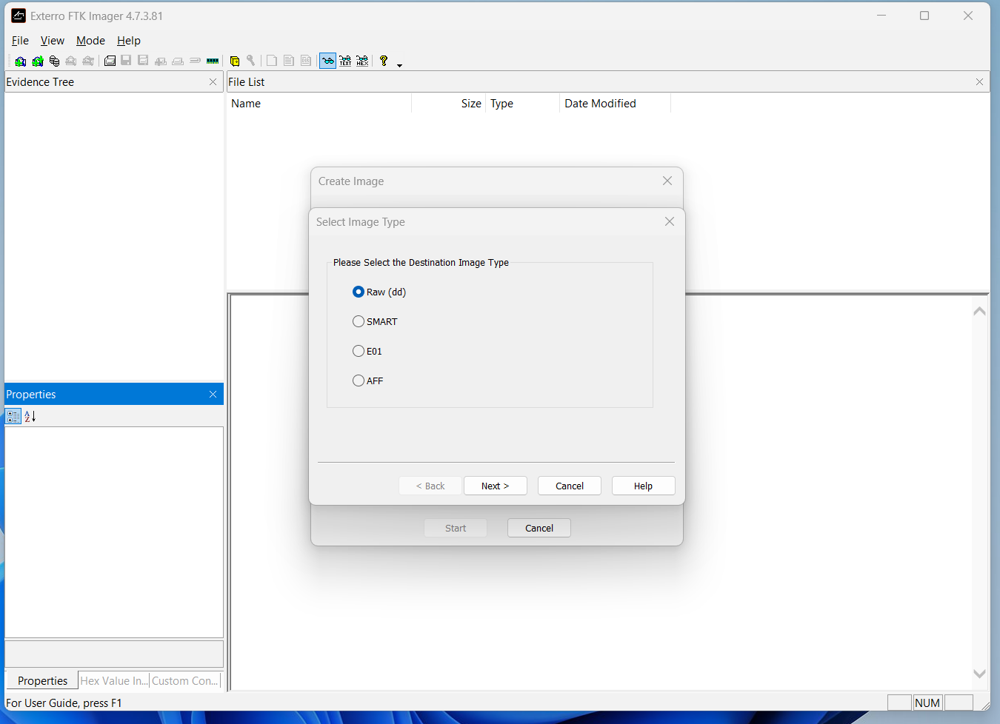 Exterro FTK Imager 4.7.3.81
File View Mode Help
TEXT HEX
Evidence Tree
File List
Name Size Type Date Modified
Create Image
Select Image Type
Please Select the Destination Image Type
Raw (dd)
SMART
E01
AFF
< Back Next > Cancel Help
Start Cancel
Properties
Properties Hex Value In... Custom Con...
For User Guide, press F1
NUM